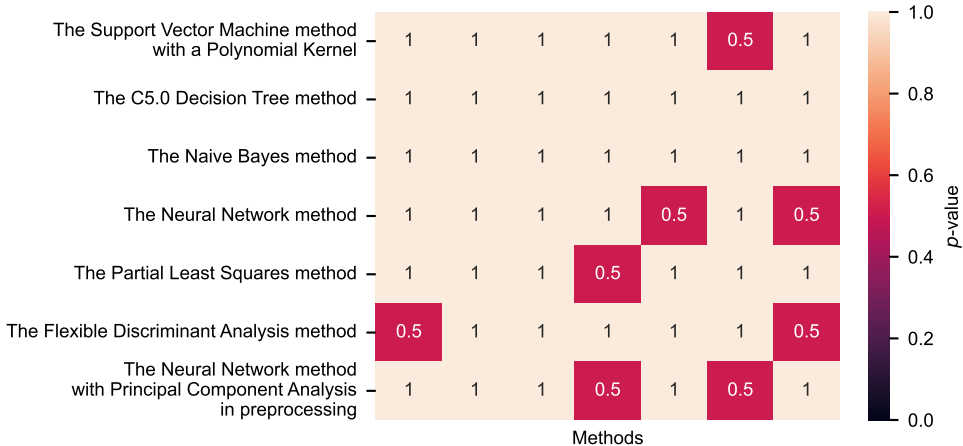 The Support Vector Machine method
with a Polynomial Kernel
1 1 1 1 1 0.5 1
The C5.0 Decision Tree method
1 1 1 1 1 1 1
The Naive Bayes method
1 1 1 1 1 1 1
The Neural Network method
1 1 1 1 0.5 1 0.5
The Partial Least Squares method
1 1 1 0.5 1 1 1
The Flexible Discriminant Analysis method
0.5 1 1 1 1 1 0.5
The Neural Network method
with Principal Component Analysis
in preprocessing
1 1 1 0.5 1 0.5 1
Methods
1.0
0.8
0.6
0.4
0.2
0.0
p-value